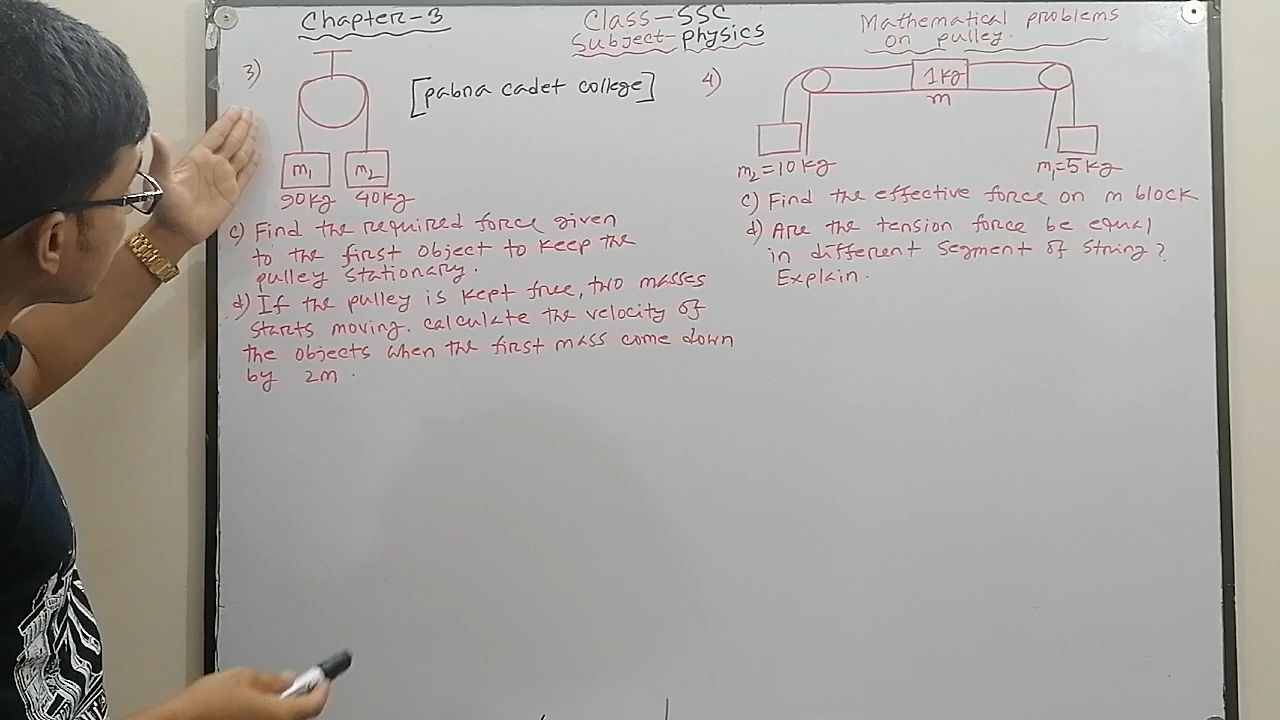 Chapter-3
Class-SSC
Subject-physics
Mathematical problems
on pulley.
3)
[pabna cadet college]
m₁
m₂
90kg 40kg
c) Find the required force given
to the first object to keep the
pulley stationary.
d) If the pulley is kept free, two masses
starts moving. calculate the velocity of
the objects when the first mass come down
by 2m.
4)
1kg
m
m₂=10kg
m₁=5kg
c) Find the effective force on m block
d) Are the tension force be equal
in different segment of string?
Explain.